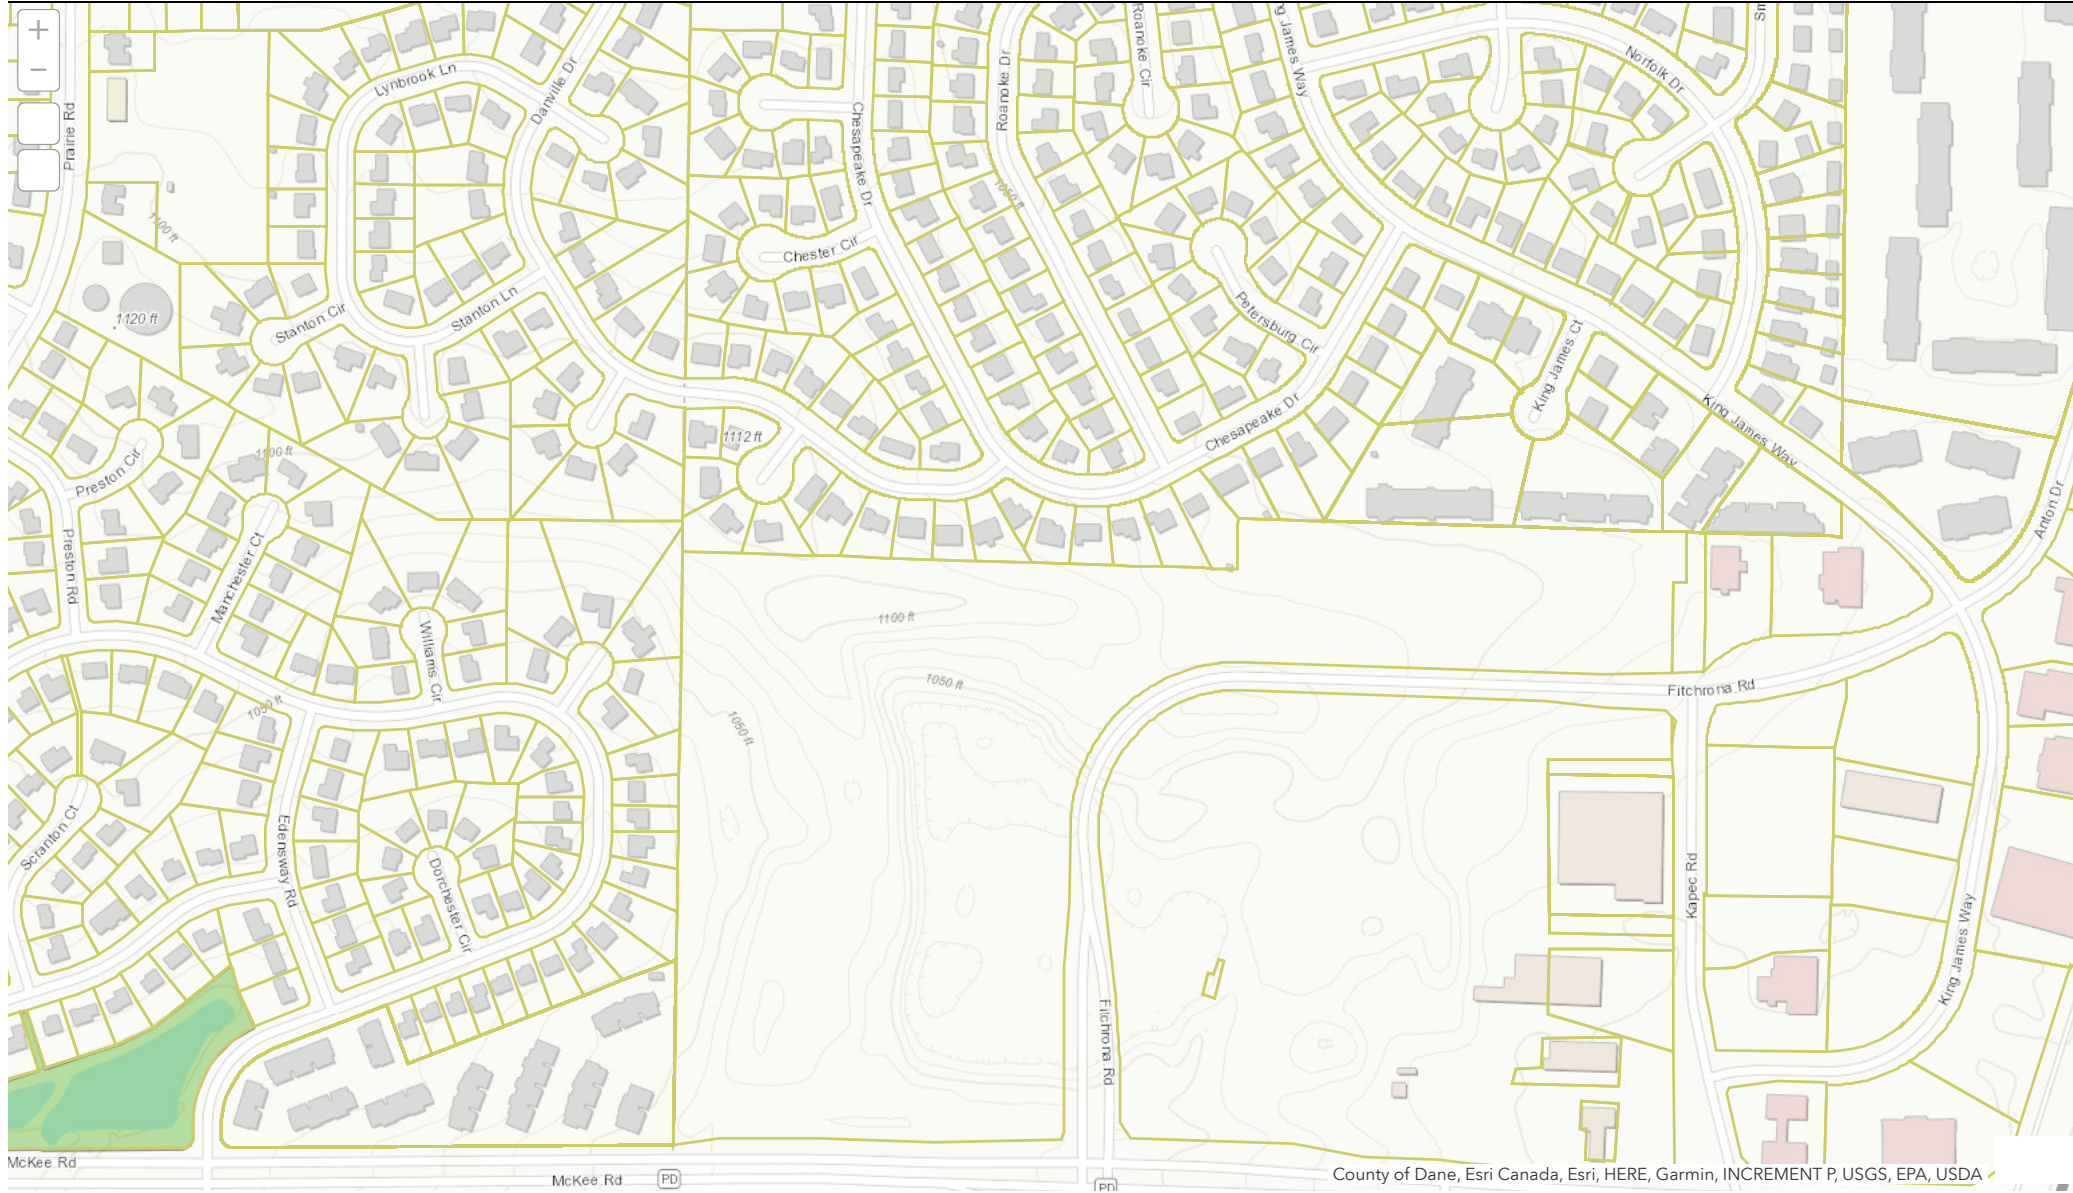 +
−
Prairie Rd
Lynbrook Ln
Danville Dr
Chesapeake Dr
Roanoke Dr
Roanoke Cir
ng James Way
Norfolk Dr
Sm
1050 ft
1100 ft
Chester Cir
1120 ft
Stanton Cir
Stanton Ln
Petersburg Cir
King James Ct
Chesapeake Dr
King James Way
1112 ft
1100 ft
Preston Cir
Preston Rd
Manchester Ct
Anton Dr
1100 ft
Williams Cir
1050 ft
1050 ft
1050 ft
Fitchrona Rd
Scranton Ct
Edensway Rd
Dorchester Cir
Kapec Rd
King James Way
Fitchrona Rd
McKee Rd
McKee Rd
PD
PD
County of Dane, Esri Canada, Esri, HERE, Garmin, INCREMENT P, USGS, EPA, USDA